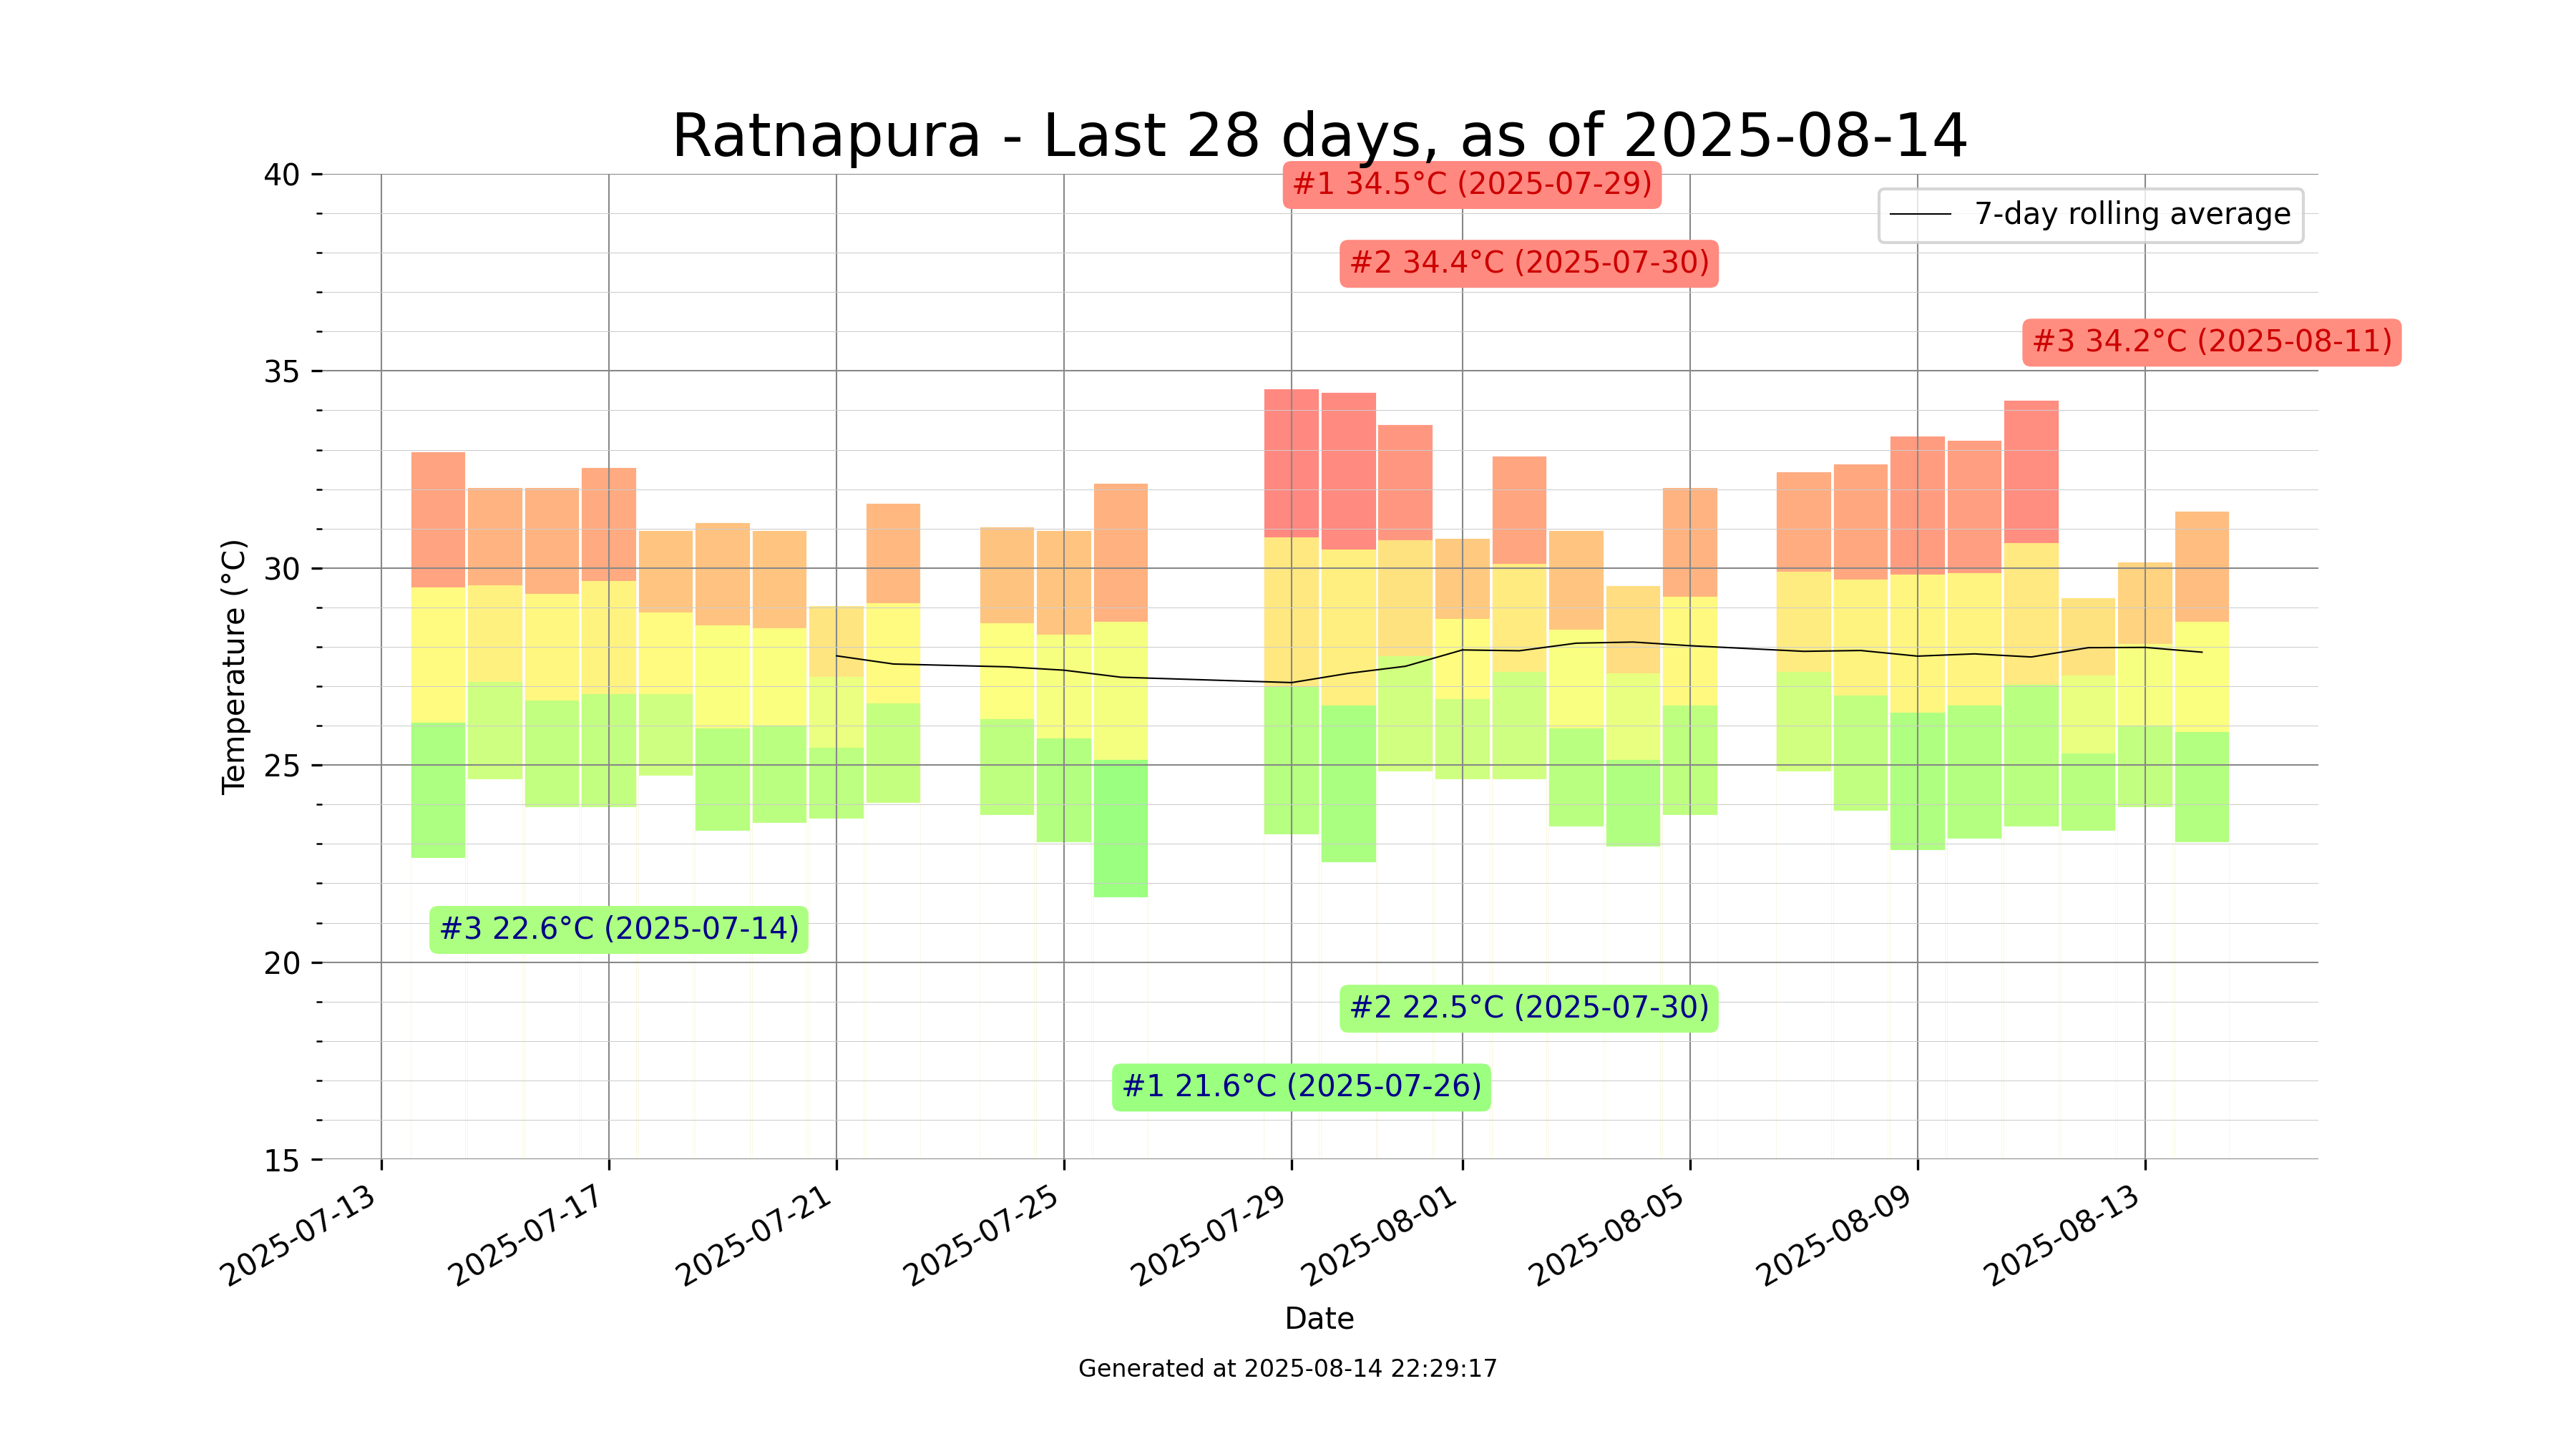 Ratnapura - Last 28 days, as of 2025-08-14
#1 34.5°C (2025-07-29)
7-day rolling average
#2 34.4°C (2025-07-30)
#3 34.2°C (2025-08-11)
40
35
30
25
20
15
Temperature (°C)
#3 22.6°C (2025-07-14)
#2 22.5°C (2025-07-30)
#1 21.6°C (2025-07-26)
2025-07-13
2025-07-17
2025-07-21
2025-07-25
2025-07-29
2025-08-01
2025-08-05
2025-08-09
2025-08-13
Date
Generated at 2025-08-14 22:29:17